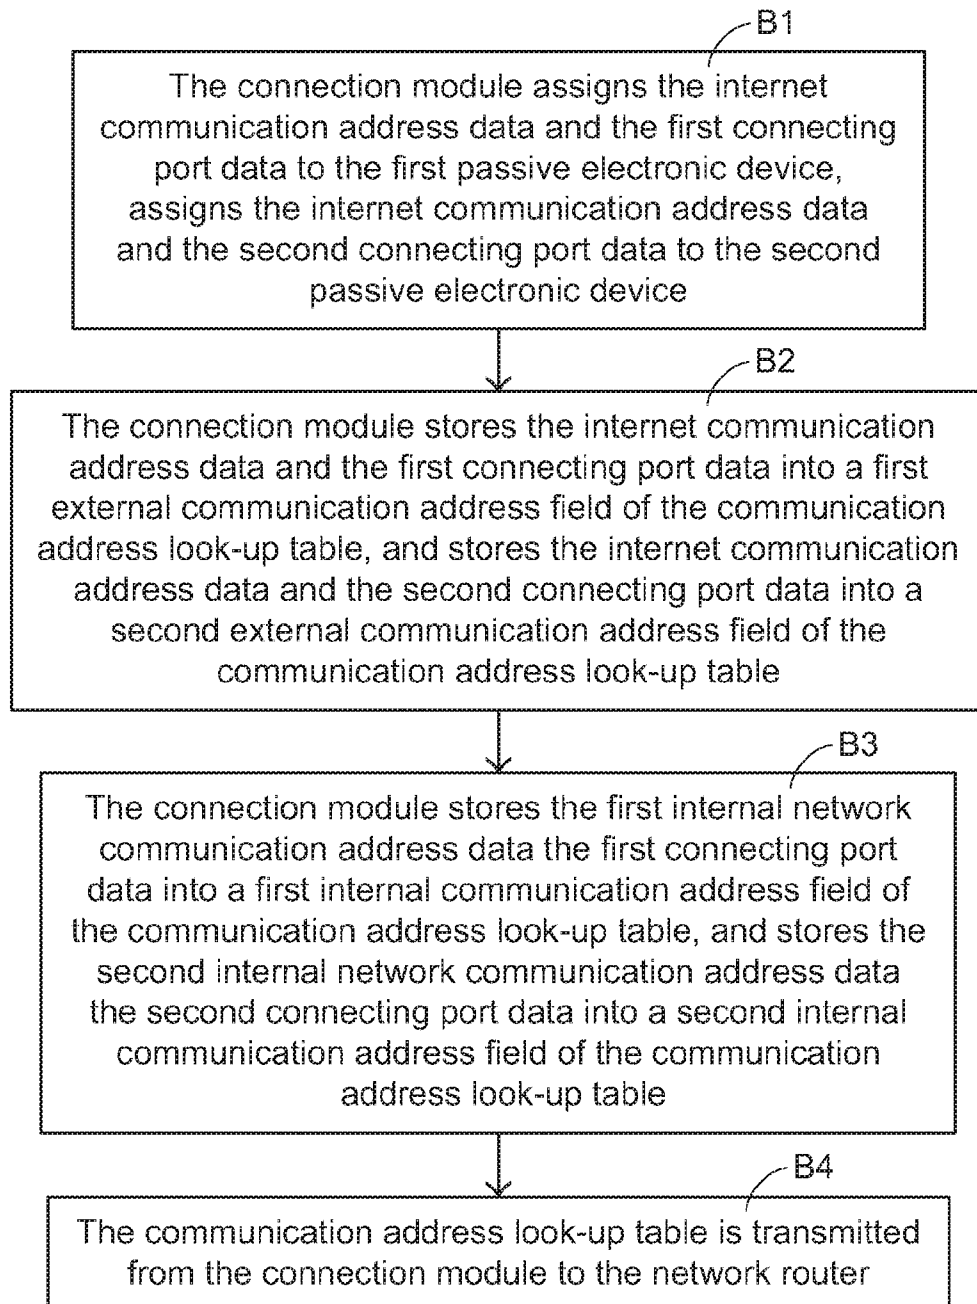 B1
The connection module assigns the internet
communication address data and the first connecting
port data to the first passive electronic device,
assigns the internet communication address data
and the second connecting port data to the second
passive electronic device
B2
The connection module stores the internet communication
address data and the first connecting port data into a first
external communication address field of the communication
address look-up table, and stores the internet communication
address data and the second connecting port data into a
second external communication address field of the
communication address look-up table
B3
The connection module stores the first internal network
communication address data the first connecting port
data into a first internal communication address field of
the communication address look-up table, and stores the
second internal network communication address data
the second connecting port data into a second internal
communication address field of the communication
address look-up table
B4
The communication address look-up table is transmitted
from the connection module to the network router